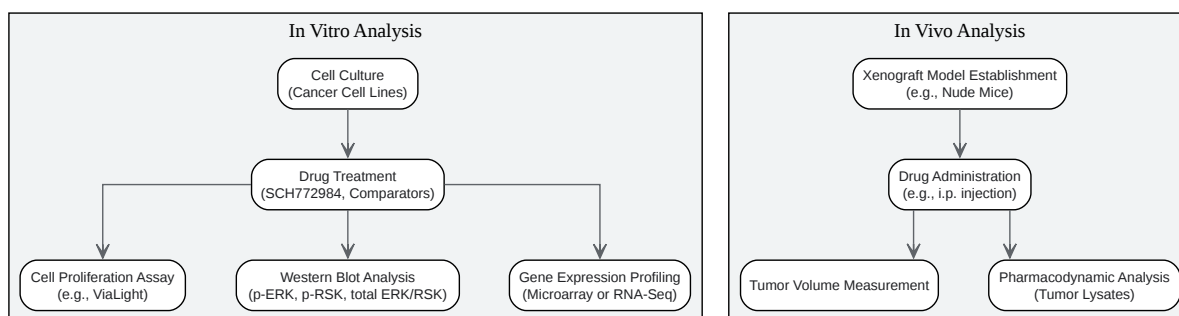 In Vitro Analysis
Cell Culture
(Cancer Cell Lines)
Drug Treatment
(SCH772984, Comparators)
Cell Proliferation Assay
(e.g., ViaLight)
Western Blot Analysis
(p-ERK, p-RSK, total ERK/RSK)
Gene Expression Profiling
(Microarray or RNA-Seq)
In Vivo Analysis
Xenograft Model Establishment
(e.g., Nude Mice)
Drug Administration
(e.g., i.p. injection)
Tumor Volume Measurement
Pharmacodynamic Analysis
(Tumor Lysates)